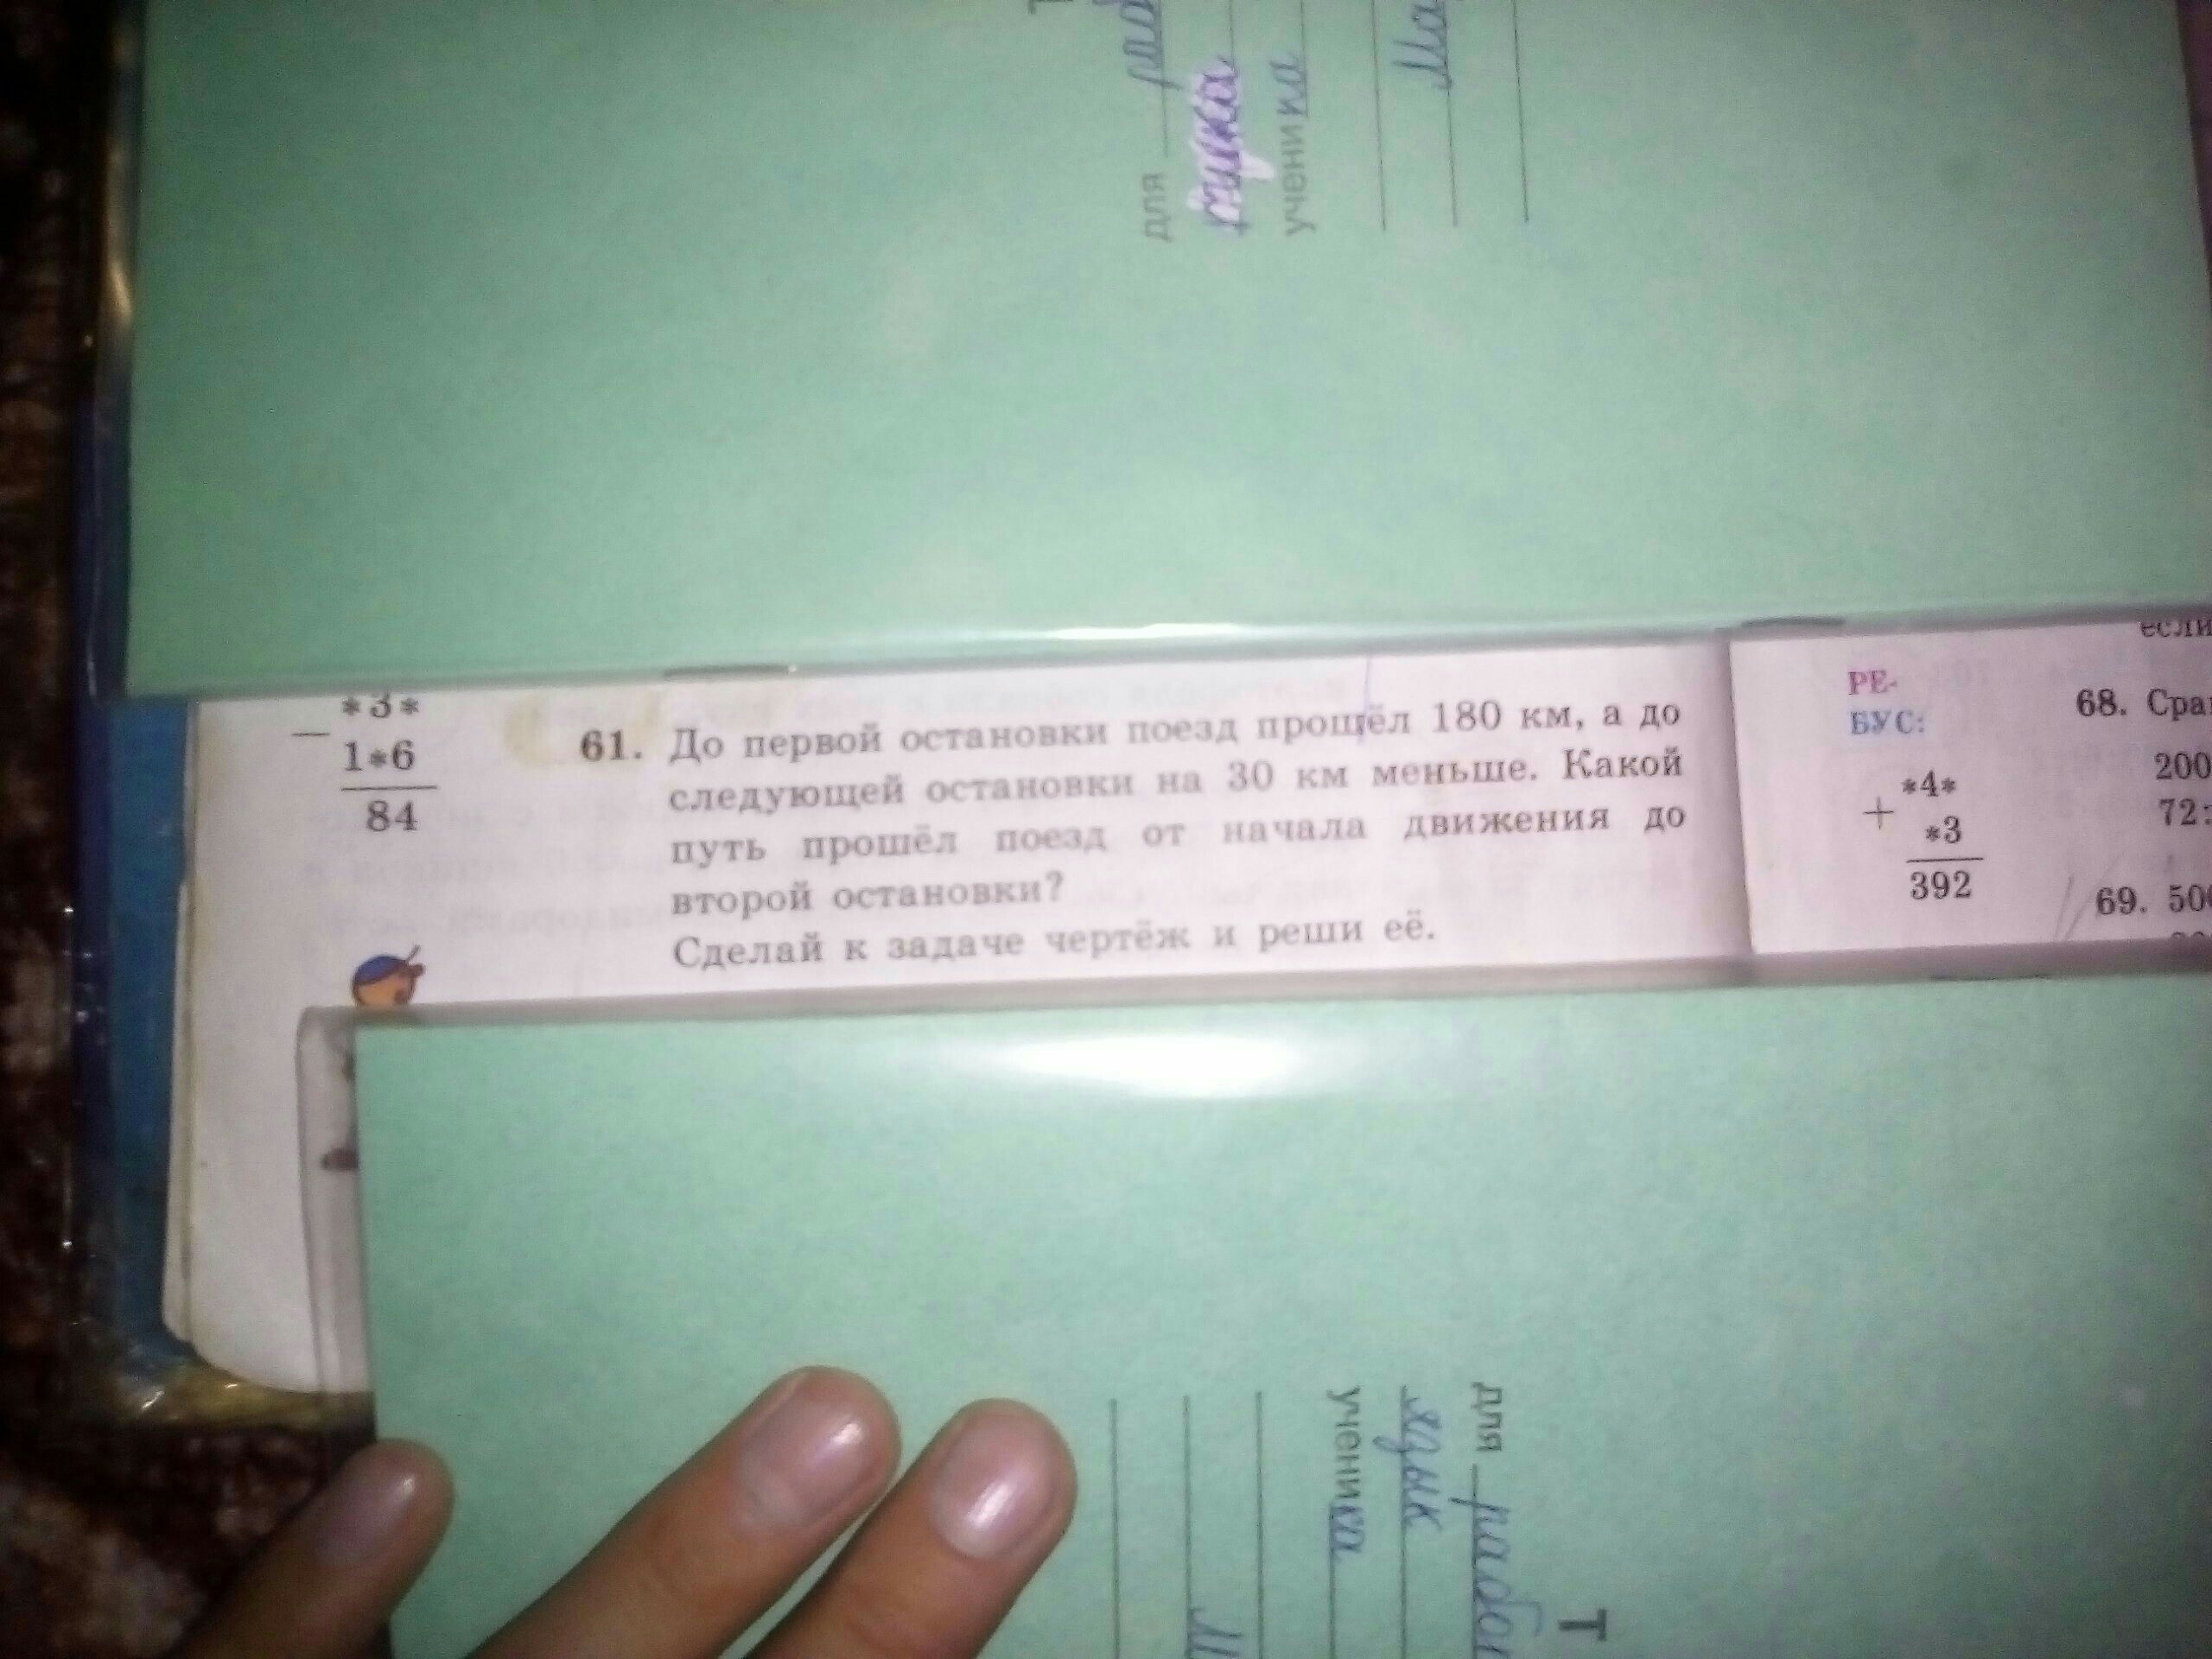 для
ученика
*3*
−
1*6
84
61. До первой остановки поезд прошёл 180 км, а до
следующей остановки на 30 км меньше. Какой
путь прошёл поезд от начала движения до
второй остановки?
Сделай к задаче чертёж и реши её.
если
РЕ-
БУС:
*4*
+
*3
392
68.
200
72:
69.
для
язык
ученика
Т